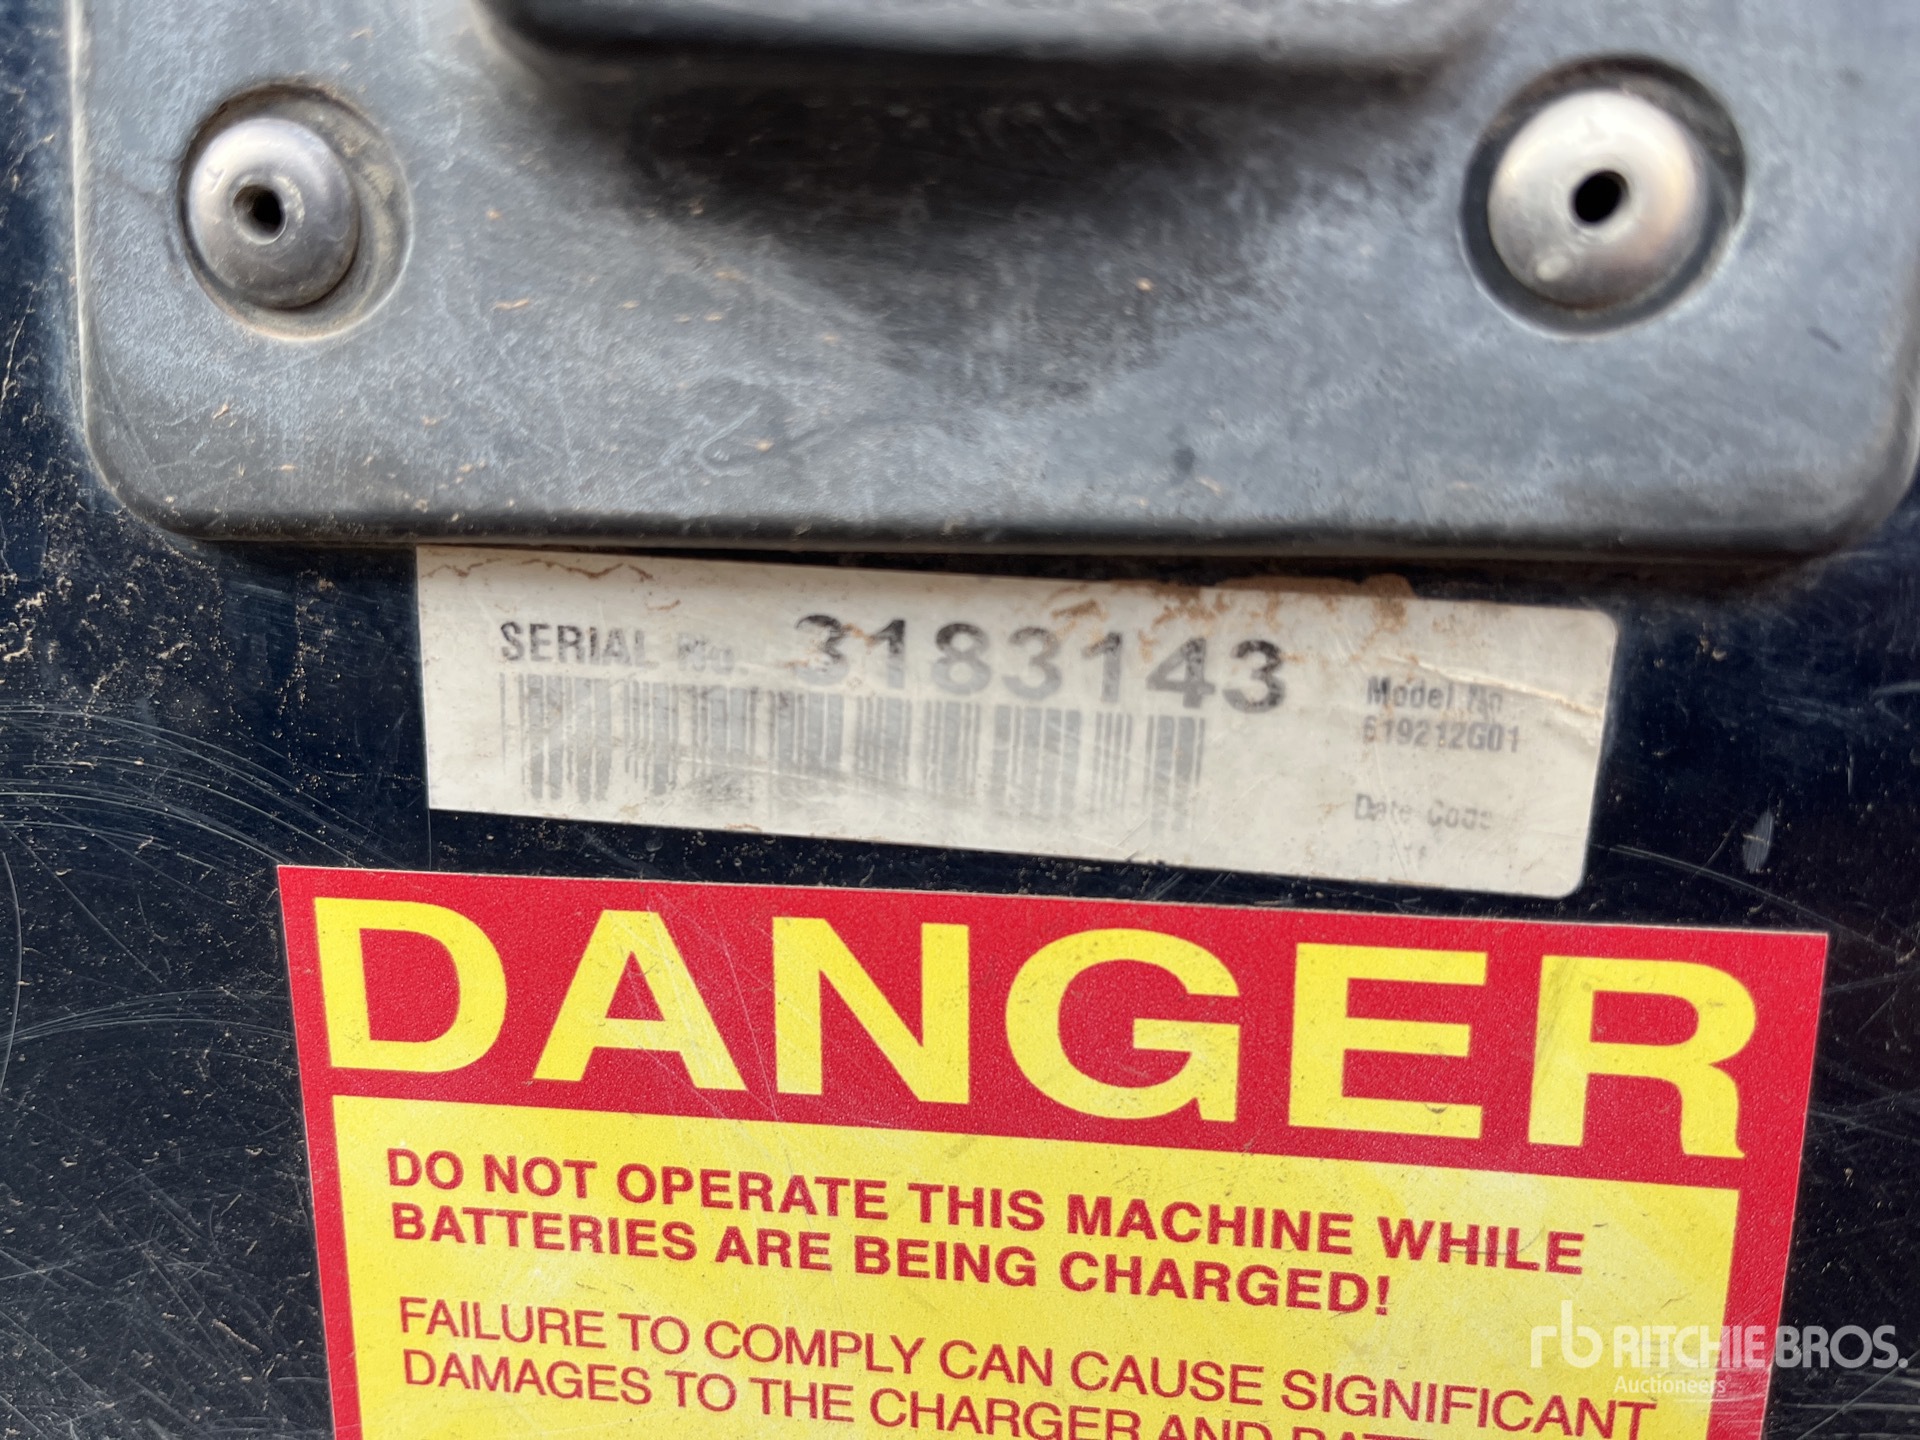 SERIAL No 3183143
Model No
619212G01
Date Code
DANGER
DO NOT OPERATE THIS MACHINE WHILE
BATTERIES ARE BEING CHARGED!
FAILURE TO COMPLY CAN CAUSE SIGNIFICANT
DAMAGES TO THE CHARGER AND
rb RITCHIE BROS.
Auctioneers